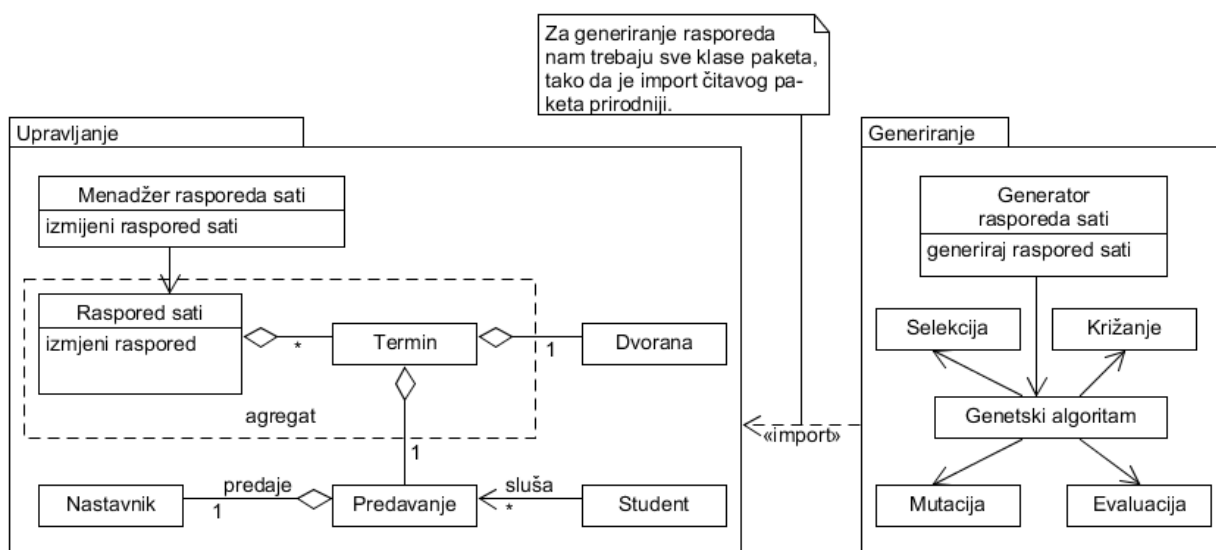 Za generiranje rasporeda
nam trebaju sve klase paketa,
tako da je import čitavog pa-
keta prirodniji.
Upravljanje
Menadžer rasporeda sati
izmijeni raspored sati
Raspored sati
izmjeni raspored
*
Termin
1
Dvorana
agregat
1
Nastavnik
predaje
1
Predavanje
sluša
*
Student
«import»
Generiranje
Generator
rasporeda sati
generiraj raspored sati
Selekcija
Križanje
Genetski algoritam
Mutacija
Evaluacija